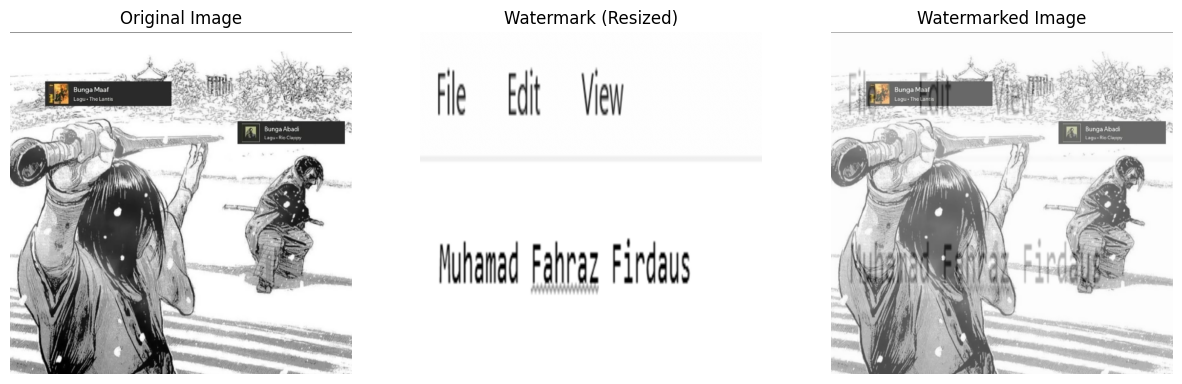 Original Image
Bunga Maaf
Lagu • The Lantis
Bunga Abadi
Lagu • Rio Clappy
Watermark (Resized)
File Edit View
Muhamad Fahraz Firdaus
Watermarked Image
File Edit View
Bunga Maaf
Lagu • The Lantis
Bunga Abadi
Lagu • Rio Clappy
Muhamad Fahraz Firdaus